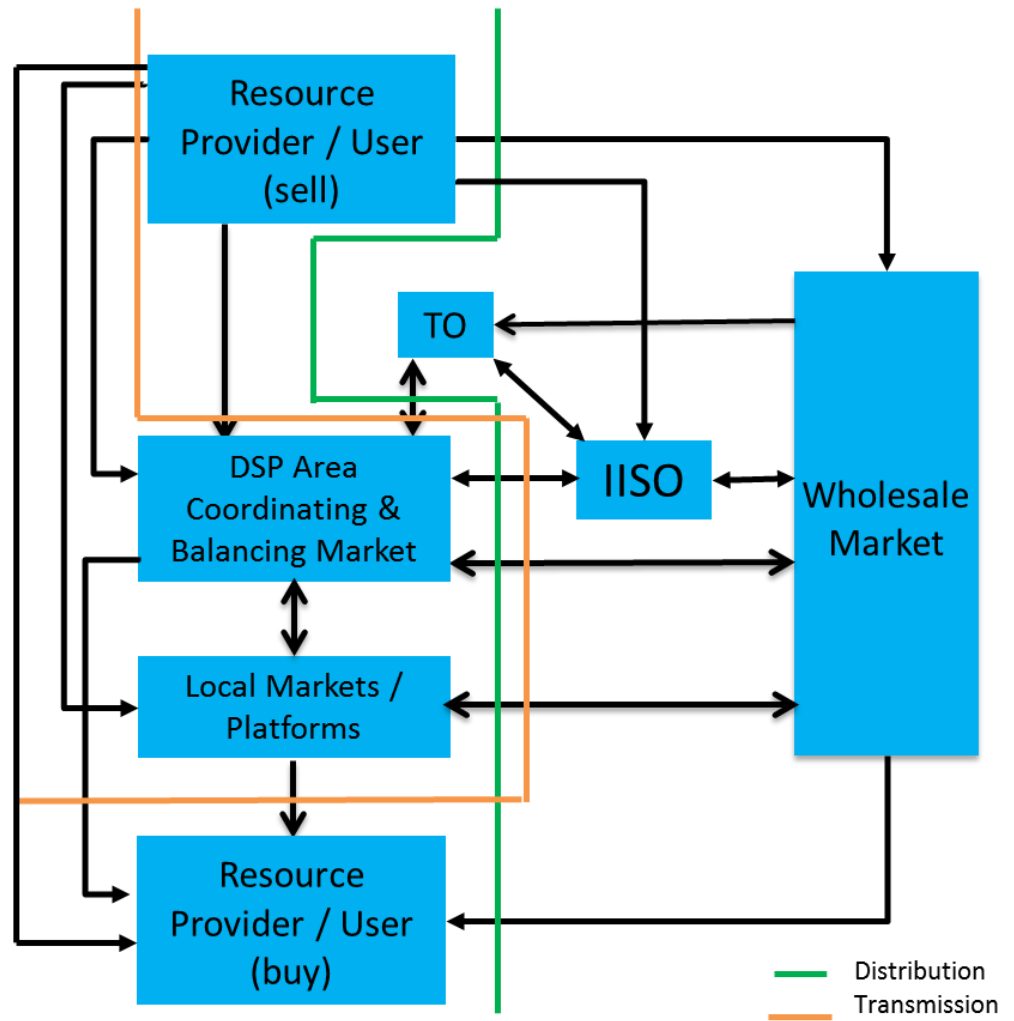 Resource
Provider / User
(sell)
TO
DSP Area
Coordinating &
Balancing Market
IISO
Wholesale
Market
Local Markets /
Platforms
Resource
Provider / User
(buy)
Distribution
Transmission